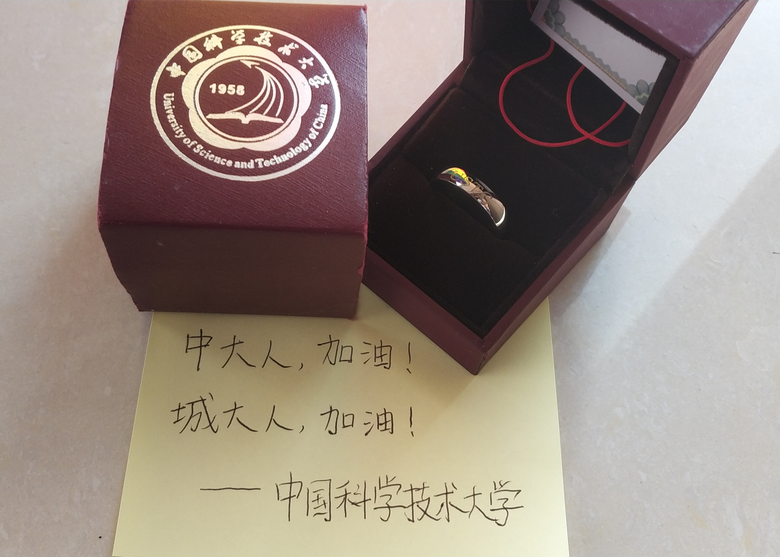 中国科学技术大学
1958
University of Science and Technology of China
中大人，加油！
城大人，加油！
——中国科学技术大学